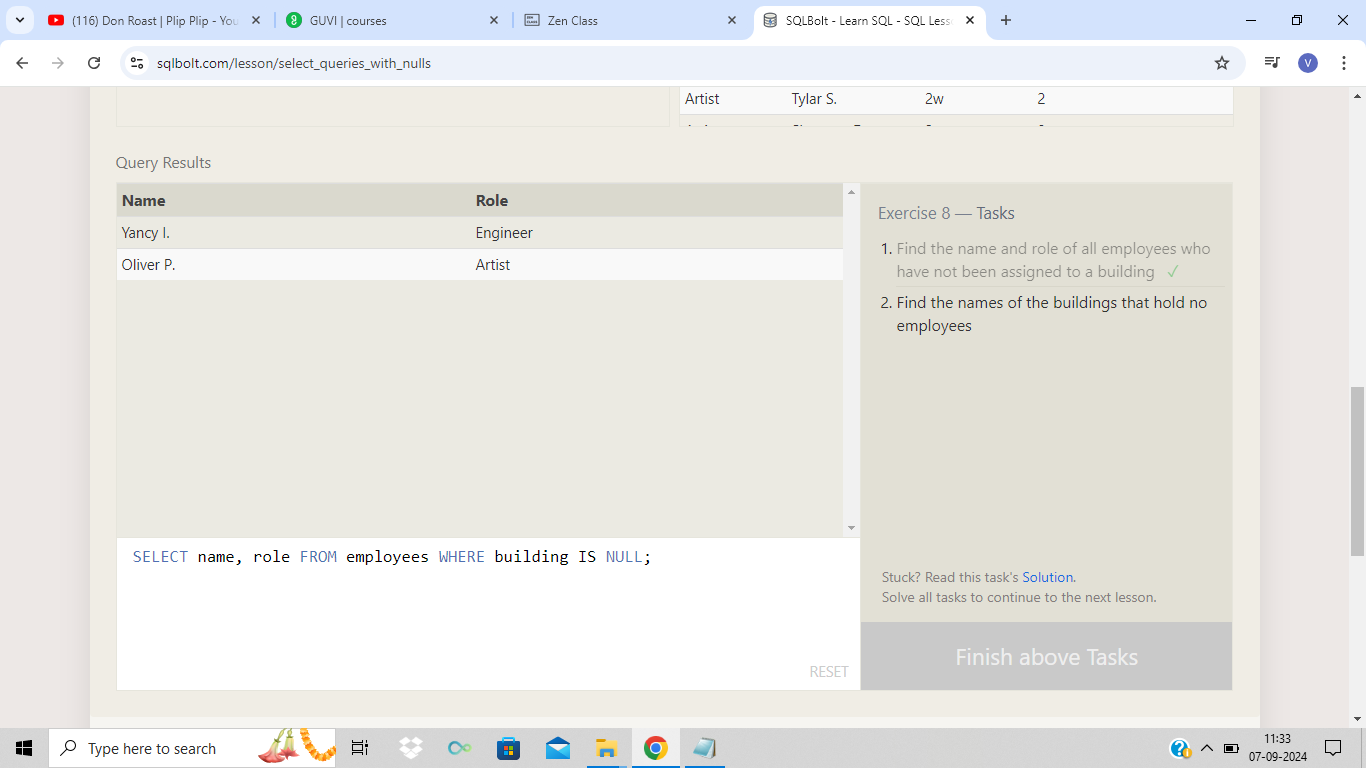 (116) Don Roast | Plip Plip - You
GUVI | courses
Zen Class
SQLBolt - Learn SQL - SQL Less
sqlbolt.com/lesson/select_queries_with_nulls
V
Artist Tylar S. 2w 2
Query Results
Name Role
Yancy I. Engineer
Oliver P. Artist
Exercise 8 — Tasks
1. Find the name and role of all employees who
have not been assigned to a building ✓
2. Find the names of the buildings that hold no
employees
SELECT name, role FROM employees WHERE building IS NULL;
RESET
Stuck? Read this task's Solution.
Solve all tasks to continue to the next lesson.
Finish above Tasks
Type here to search
11:33
07-09-2024